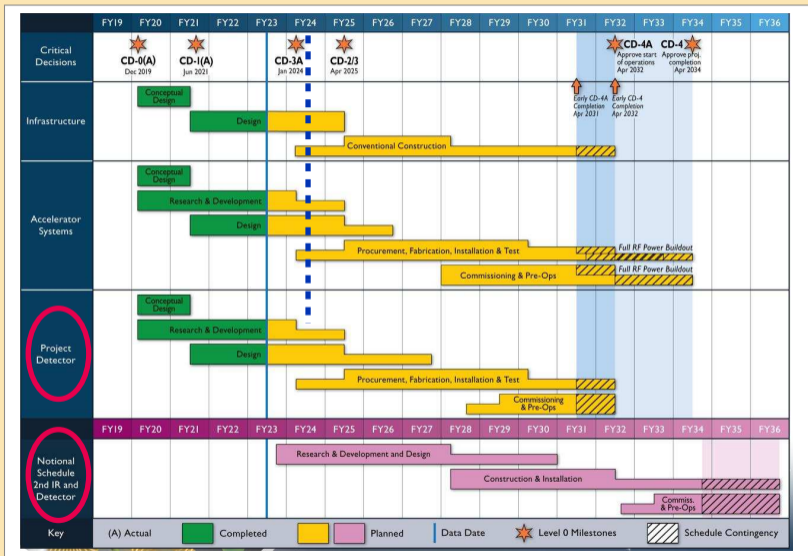 FY19 FY20 FY21 FY22 FY23 FY24 FY25 FY26 FY27 FY28 FY29 FY30 FY31 FY32 FY33 FY34 FY35 FY36
Critical
Decisions
CD-0(A)
Dec 2019
CD-1(A)
Jun 2021
CD-3A
Jan 2024
CD-2/3
Apr 2025
CD-4A
Approve start
of operations
Apr 2032
CD-4
Approve proj.
completion
Apr 2034
Early CD-4A
Completion
Apr 2031
Early CD-4
Completion
Apr 2032
Infrastructure
Conceptual
Design
Design
Conventional Construction
Accelerator
Systems
Conceptual
Design
Research & Development
Design
Procurement, Fabrication, Installation & Test
Full RF Power Buildout
Commissioning & Pre-Ops
Full RF Power Buildout
Project
Detector
Conceptual
Design
Research & Development
Design
Procurement, Fabrication, Installation & Test
Commissioning
& Pre-Ops
FY19 FY20 FY21 FY22 FY23 FY24 FY25 FY26 FY27 FY28 FY29 FY30 FY31 FY32 FY33 FY34 FY35 FY36
Notional
Schedule
2nd IR and
Detector
Research & Development and Design
Construction & Installation
Commiss.
& Pre-Ops
Key (A) Actual Completed Planned Data Date Level 0 Milestones Schedule Contingency